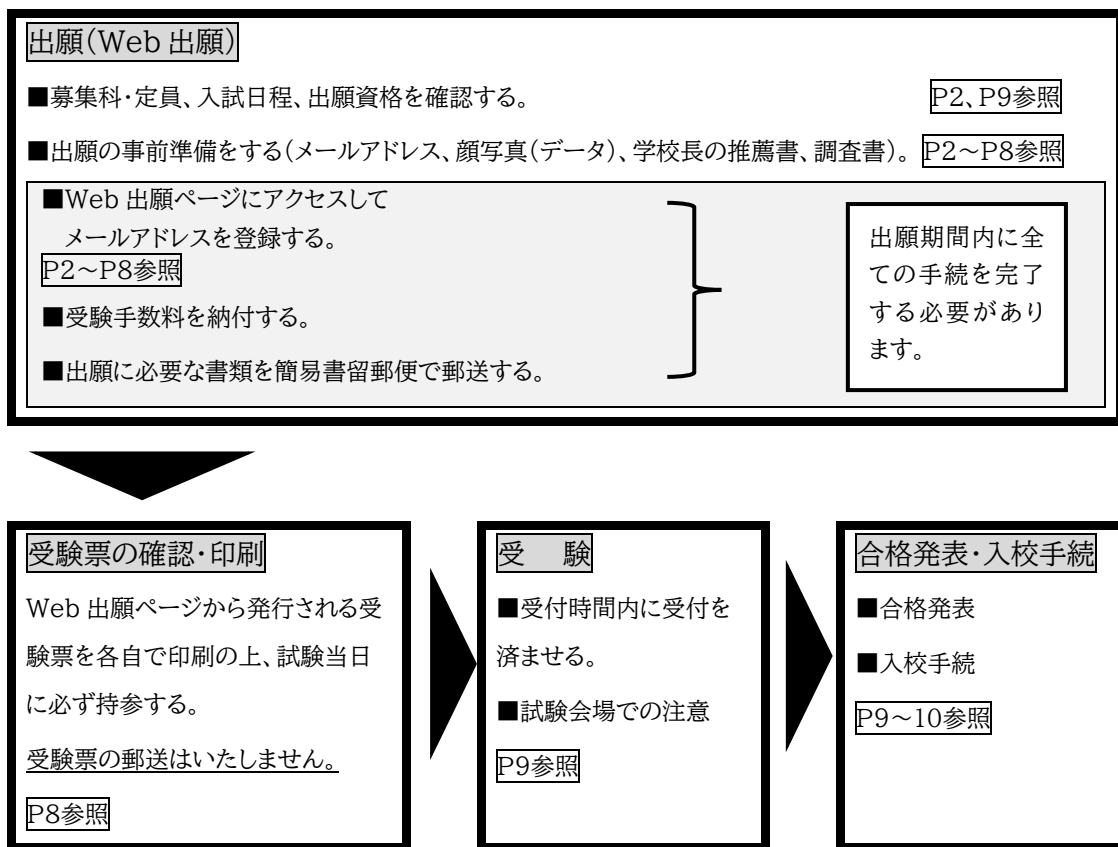 出願(Web 出願)
■募集科・定員、入試日程、出願資格を確認する。 P2、P9参照
■出願の事前準備をする(メールアドレス、顔写真(データ)、学校長の推薦書、調査書)。 P2～P8参照
■Web 出願ページにアクセスして
メールアドレスを登録する。
P2～P8参照
■受験手数料を納付する。
■出願に必要な書類を簡易書留郵便で郵送する。
出願期間内に全
ての手続を完了
する必要があり
ます。
受験票の確認・印刷
Web 出願ページから発行される受
験票を各自で印刷の上、試験当日
に必ず持参する。
受験票の郵送はいたしません。
P8参照
受　験
■受付時間内に受付を
済ませる。
■試験会場での注意
P9参照
合格発表・入校手続
■合格発表
■入校手続
P9～10参照